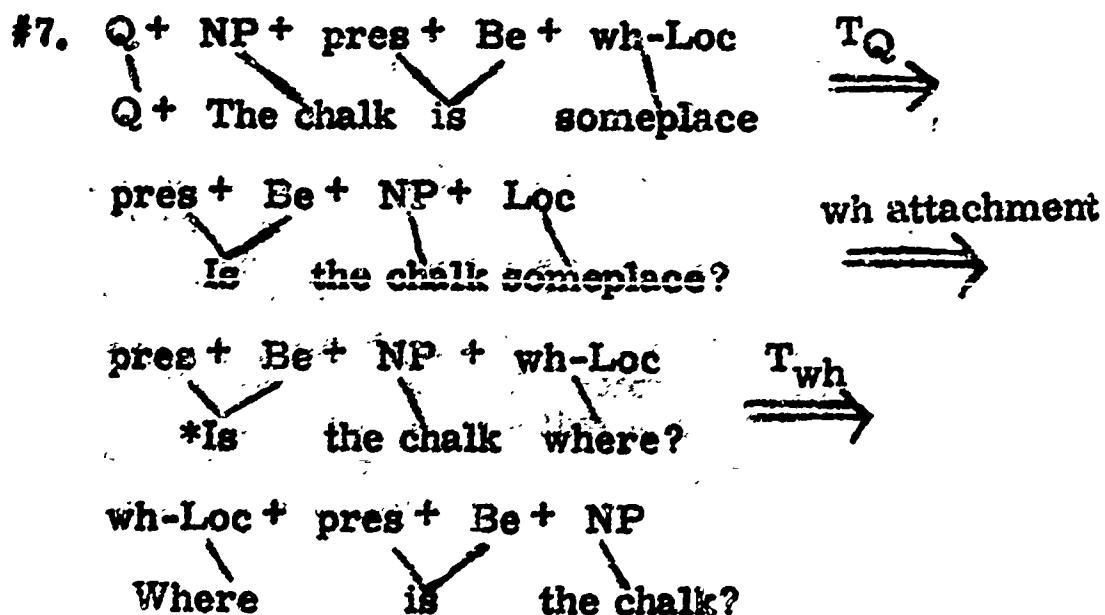 #7. Q + NP + pres + Be + wh-Loc T_Q
Q + The chalk is someplace
pres + Be + NP + Loc wh attachment
Is the chalk someplace?
pres + Be + NP + wh-Loc T_wh
*Is the chalk where?
wh-Loc + pres + Be + NP
Where is the chalk?